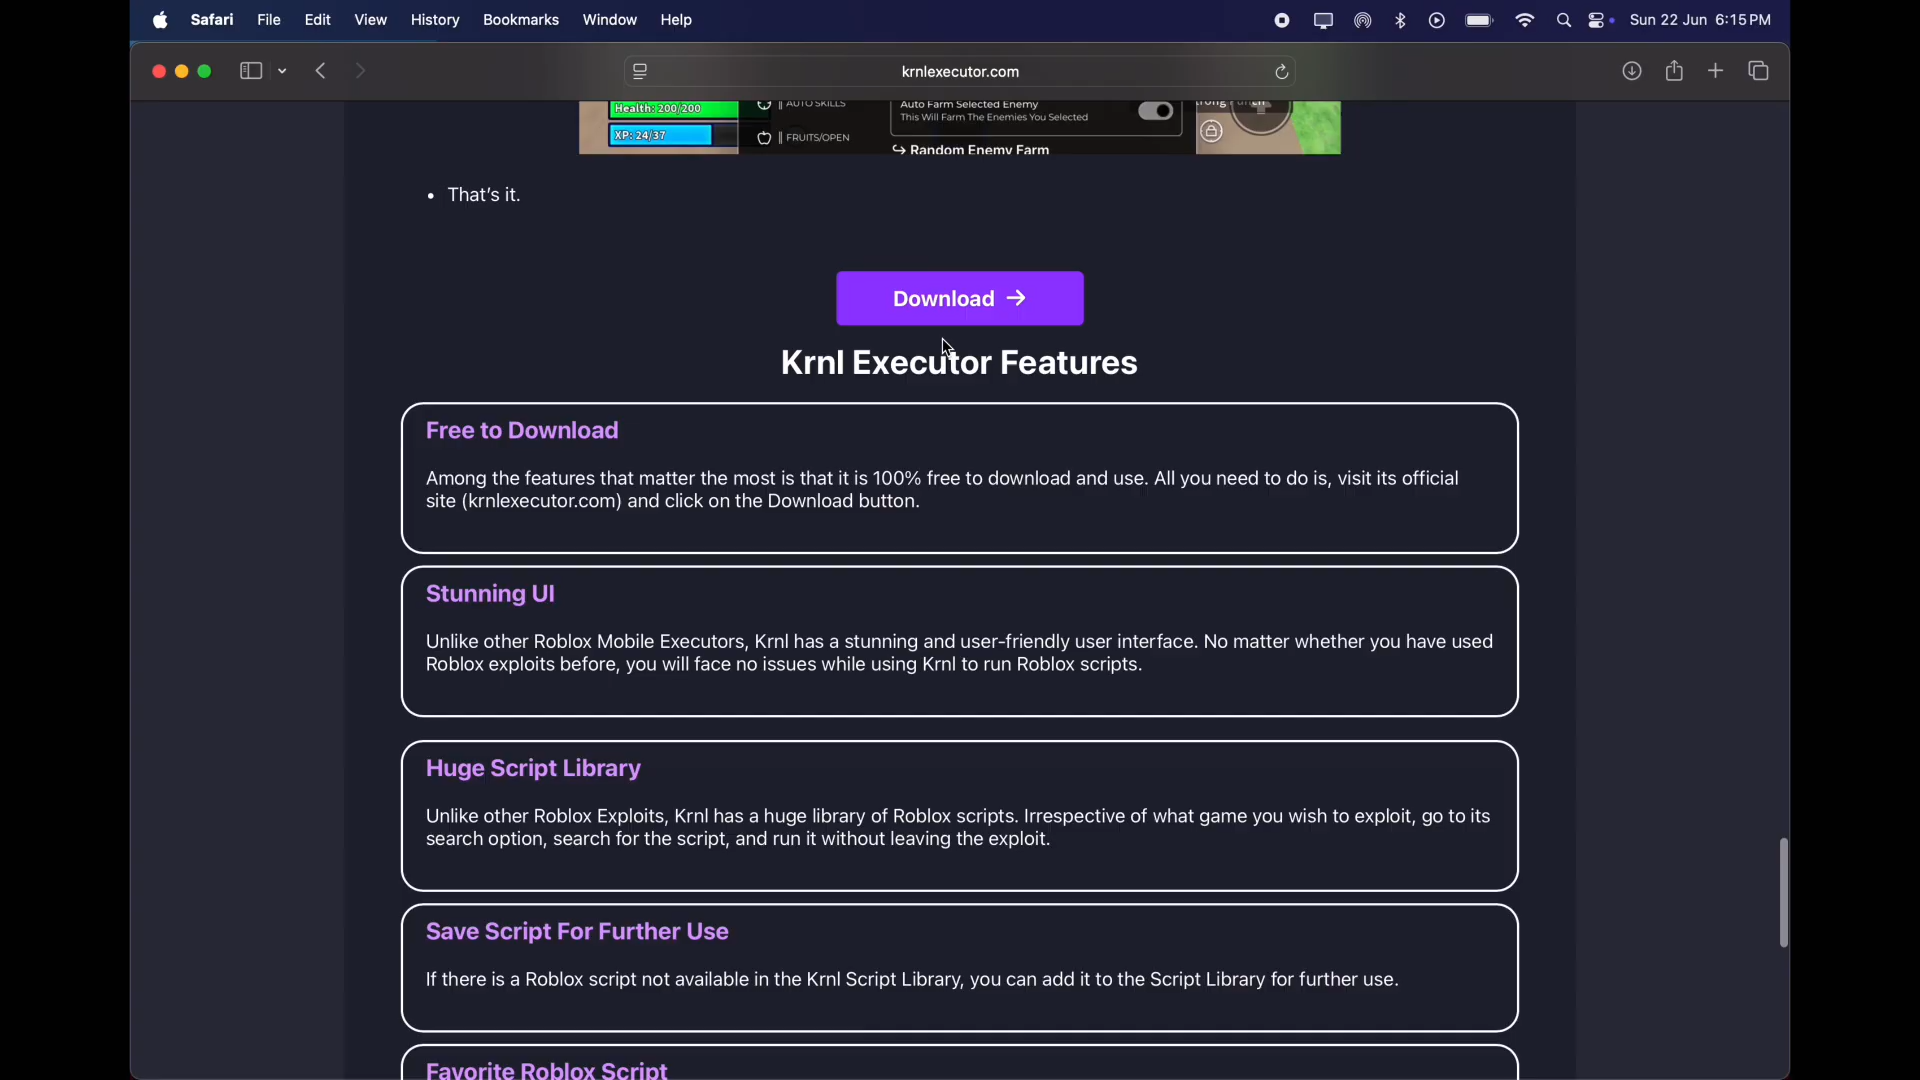 Safari File Edit View History Bookmarks Window Help Sun 22 Jun 6:15 PM
krnlexecutor.com
Health: 200/200
XP: 24/37
AUTO SKILLS
FRUITS/OPEN
Auto Farm Selected Enemy
This Will Farm The Enemies You Selected
Random Enemy Farm
• That's it.
Download →
Krnl Executor Features
Free to Download
Among the features that matter the most is that it is 100% free to download and use. All you need to do is, visit its official
site (krnlexecutor.com) and click on the Download button.
Stunning UI
Unlike other Roblox Mobile Executors, Krnl has a stunning and user-friendly user interface. No matter whether you have used
Roblox exploits before, you will face no issues while using Krnl to run Roblox scripts.
Huge Script Library
Unlike other Roblox Exploits, Krnl has a huge library of Roblox scripts. Irrespective of what game you wish to exploit, go to its
search option, search for the script, and run it without leaving the exploit.
Save Script For Further Use
If there is a Roblox script not available in the Krnl Script Library, you can add it to the Script Library for further use.
Favorite Roblox Script